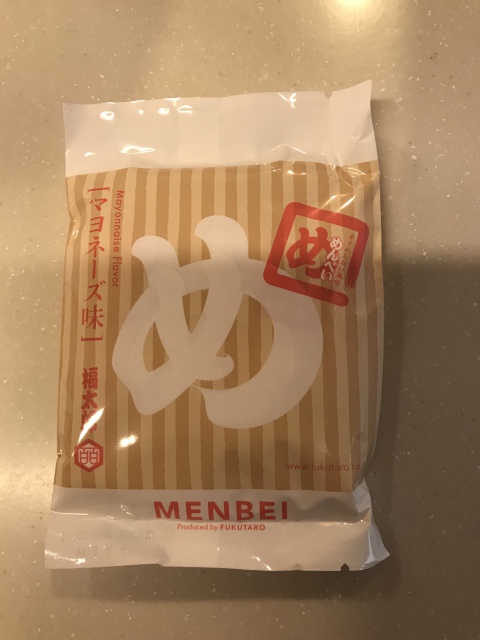 [マヨネーズ味]
Mayonnaise Flavor
福太郎
め
め
めんべい
www.fukutaro.co
MENBEI
Produced by FUKUTARO